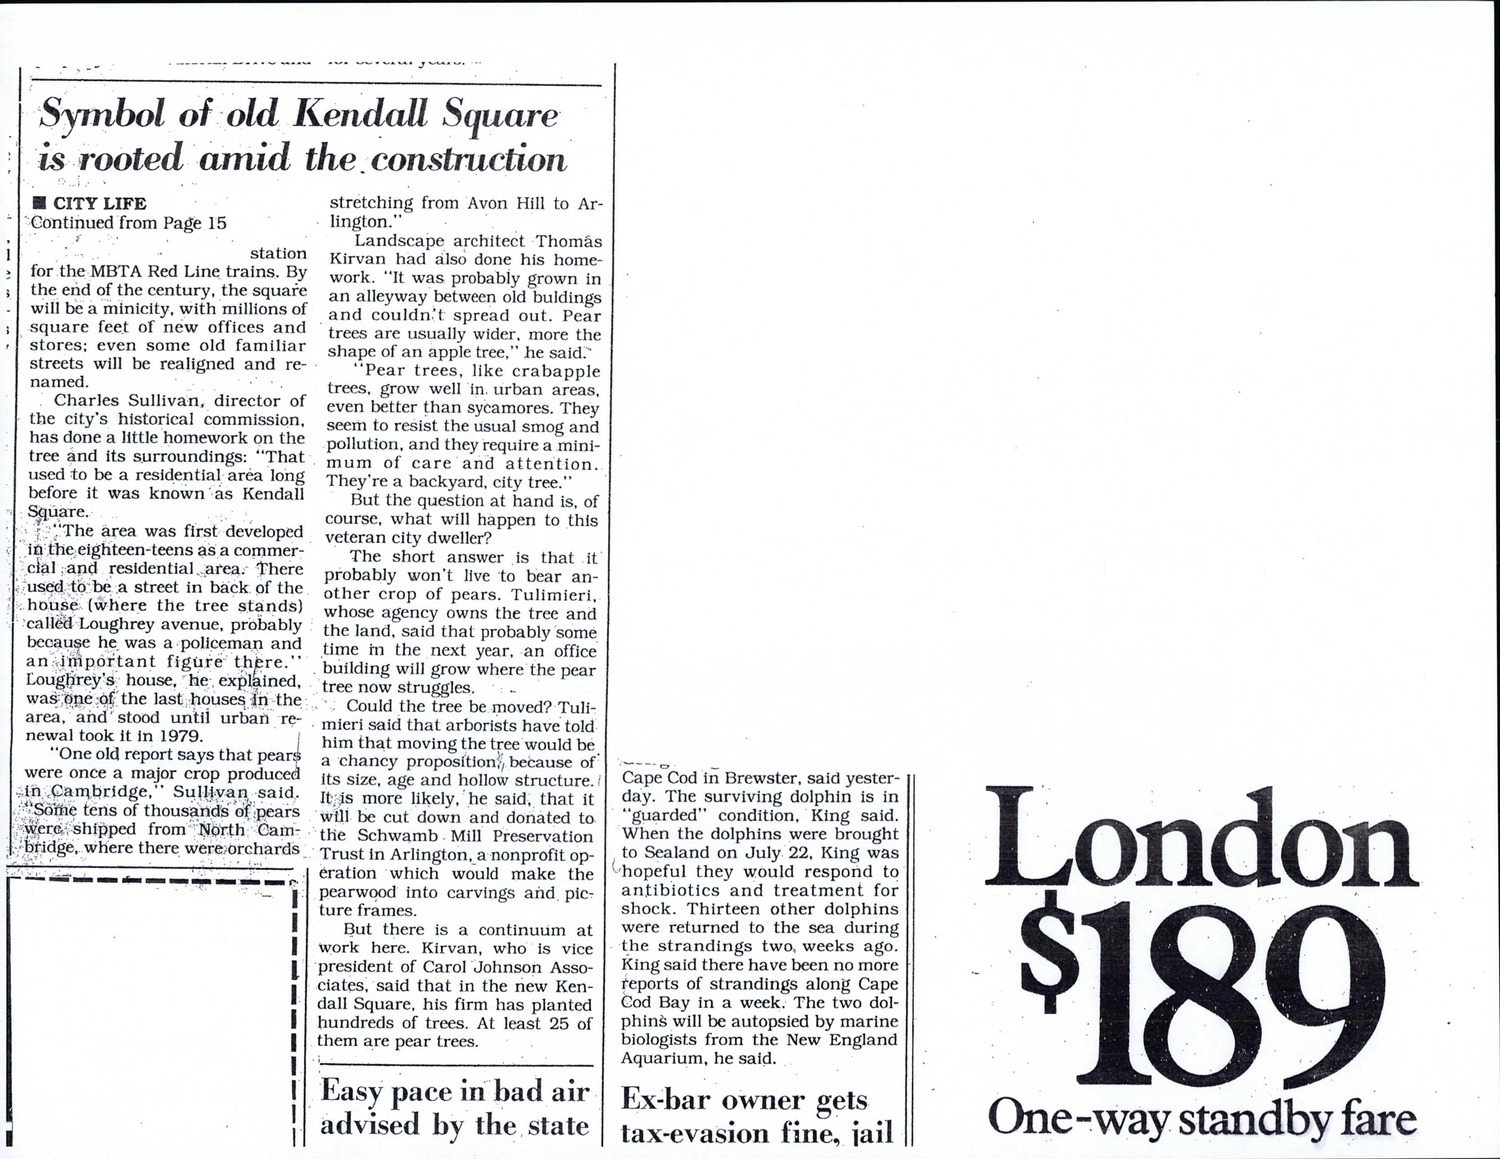 for several years.
Symbol of old Kendall Square
is rooted amid the construction
■ CITY LIFE
Continued from Page 15
station
for the MBTA Red Line trains. By
the end of the century, the square
will be a minicity, with millions of
square feet of new offices and
stores; even some old familiar
streets will be realigned and re-
named.
Charles Sullivan, director of
the city's historical commission,
has done a little homework on the
tree and its surroundings: "That
used to be a residential area long
before it was known as Kendall
Square.
"The area was first developed
in the eighteen-teens as a commer-
cial and residential area. There
used to be a street in back of the
house (where the tree stands)
called Loughrey avenue, probably
because he was a policeman and
an important figure there."
Loughrey's house, he explained,
was one of the last houses in the
area, and stood until urban re-
newal took it in 1979.
"One old report says that pears
were once a major crop produced
in Cambridge," Sullivan said.
"Some tens of thousands of pears
were shipped from North Cam-
bridge, where there were orchards
stretching from Avon Hill to Ar-
lington."
Landscape architect Thomas
Kirvan had also done his home-
work. "It was probably grown in
an alleyway between old buldings
and couldn't spread out. Pear
trees are usually wider, more the
shape of an apple tree," he said.
"Pear trees, like crabapple
trees, grow well in urban areas,
even better than sycamores. They
seem to resist the usual smog and
pollution, and they require a mini-
mum of care and attention.
They're a backyard, city tree."
But the question at hand is, of
course, what will happen to this
veteran city dweller?
The short answer is that it
probably won't live to bear an-
other crop of pears. Tulimieri,
whose agency owns the tree and
the land, said that probably some
time in the next year, an office
building will grow where the pear
tree now struggles.
Could the tree be moved? Tuli-
mieri said that arborists have told
him that moving the tree would be
a chancy proposition, because of
its size, age and hollow structure.
It is more likely, he said, that it
will be cut down and donated to
the Schwamb Mill Preservation
Trust in Arlington, a nonprofit op-
eration which would make the
pearwood into carvings and pic-
ture frames.
But there is a continuum at
work here. Kirvan, who is vice
president of Carol Johnson Asso-
ciates, said that in the new Ken-
dall Square, his firm has planted
hundreds of trees. At least 25 of
them are pear trees.
Easy pace in bad air
advised by the state
Cape Cod in Brewster, said yester-
day. The surviving dolphin is in
"guarded" condition, King said.
When the dolphins were brought
to Sealand on July 22, King was
hopeful they would respond to
antibiotics and treatment for
shock. Thirteen other dolphins
were returned to the sea during
the strandings two weeks ago.
King said there have been no more
reports of strandings along Cape
Cod Bay in a week. The two dol-
phins will be autopsied by marine
biologists from the New England
Aquarium, he said.
Ex-bar owner gets
tax-evasion fine, jail
London
$189
One-way standby fare